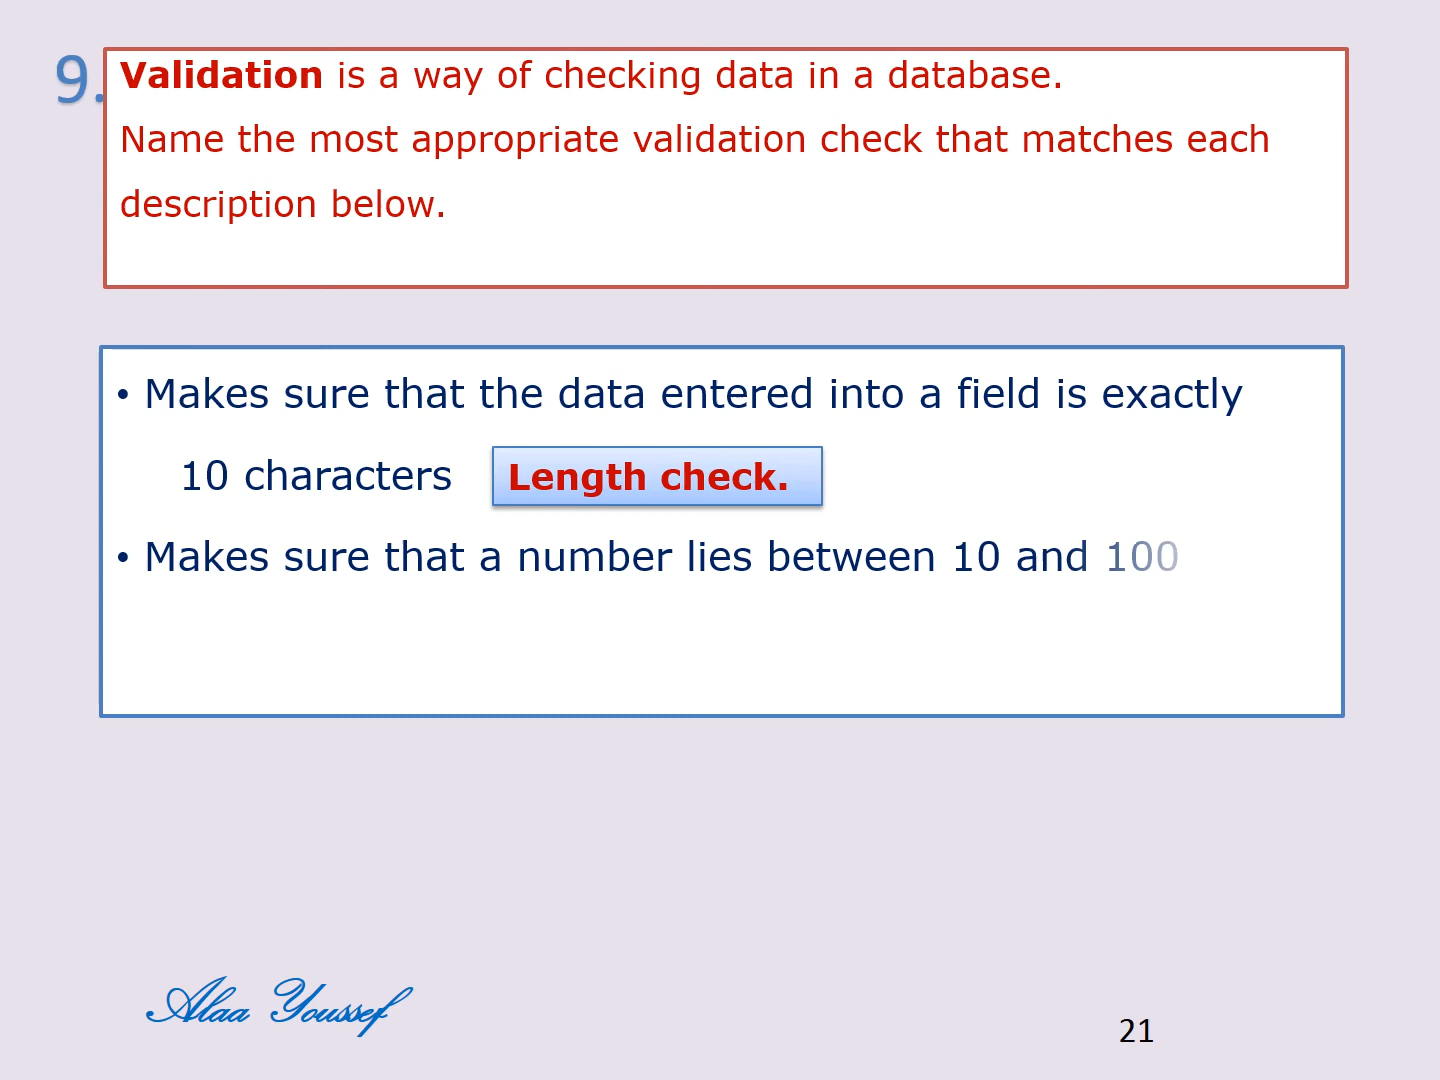 9.
Validation is a way of checking data in a database.
Name the most appropriate validation check that matches each
description below.
• Makes sure that the data entered into a field is exactly
10 characters Length check.
• Makes sure that a number lies between 10 and 100
Alaa Youssef
21